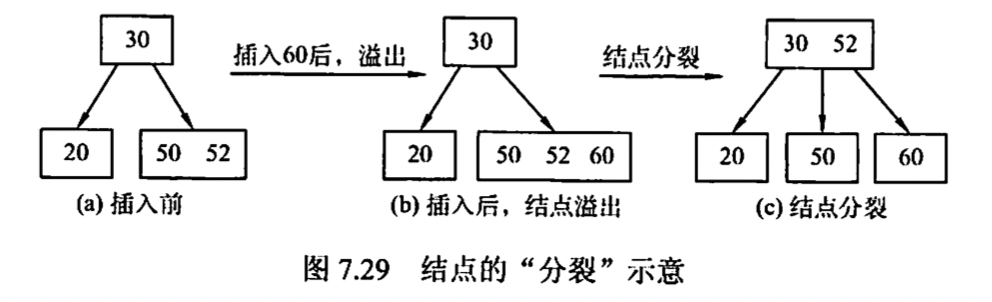 30
插入60后，溢出
30
结点分裂
30 52
20
50 52
20
50 52 60
20
50
60
(a) 插入前
(b) 插入后，结点溢出
(c) 结点分裂
图 7.29 结点的“分裂”示意